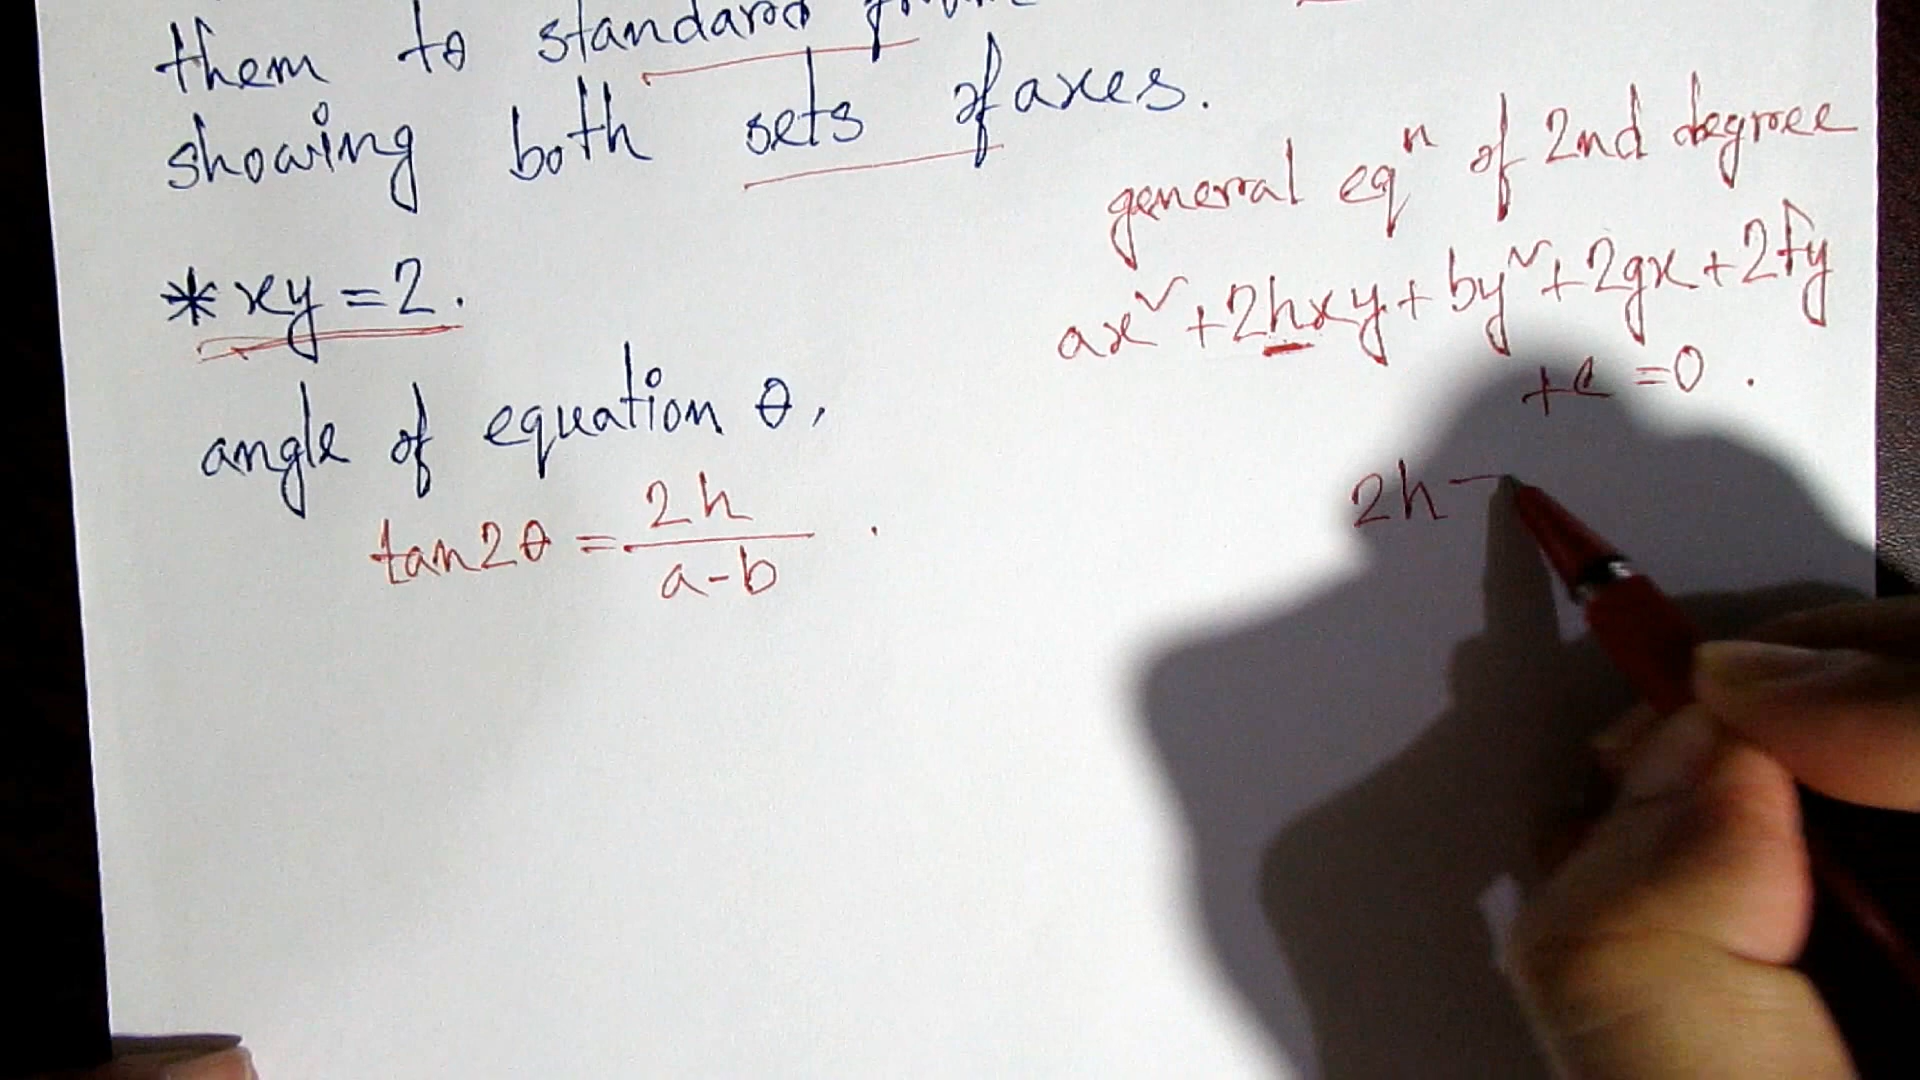 them to standard
showing both sets of axes.
* xy = 2.
angle of equation θ,
tan2θ = 2h / a-b .
general eqⁿ of 2nd degree
ax² + 2hxy + by² + 2gx + 2fy
+ c = 0 .
2h -